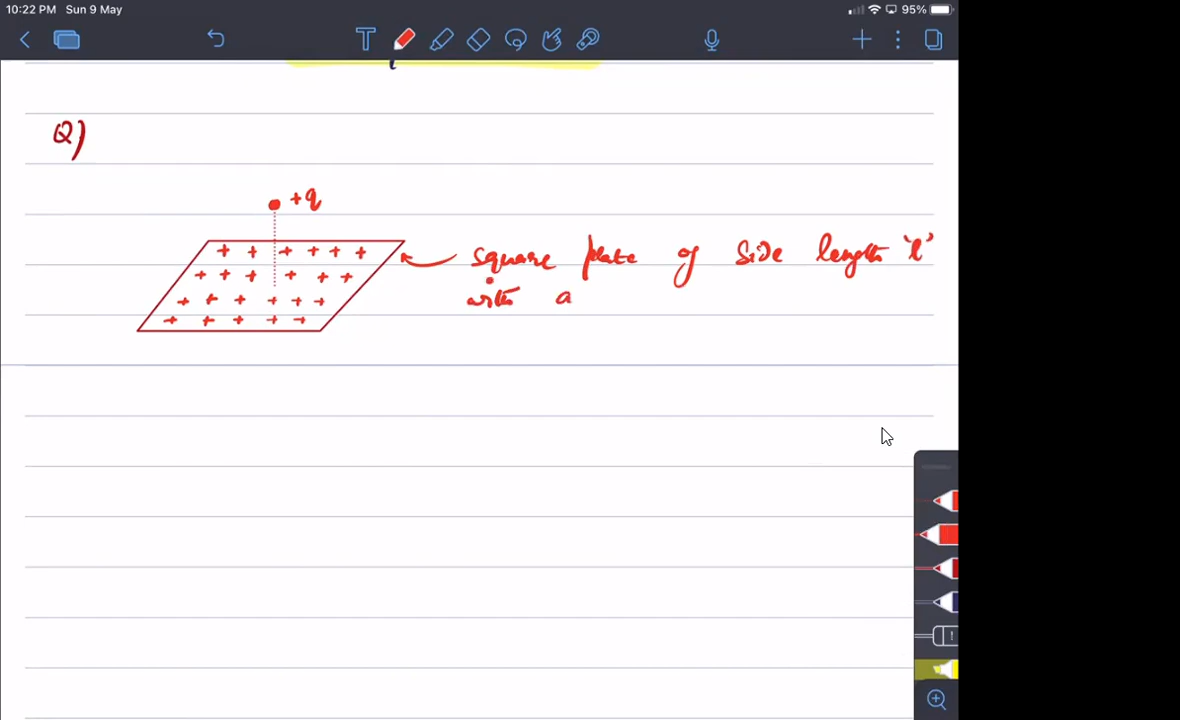 10:22 PM Sun 9 May 95%
Q)
+q
+ + + + + +
+ + + + + +
+ + + + + +
+ + + + +
square plate of side length 'l'
with a